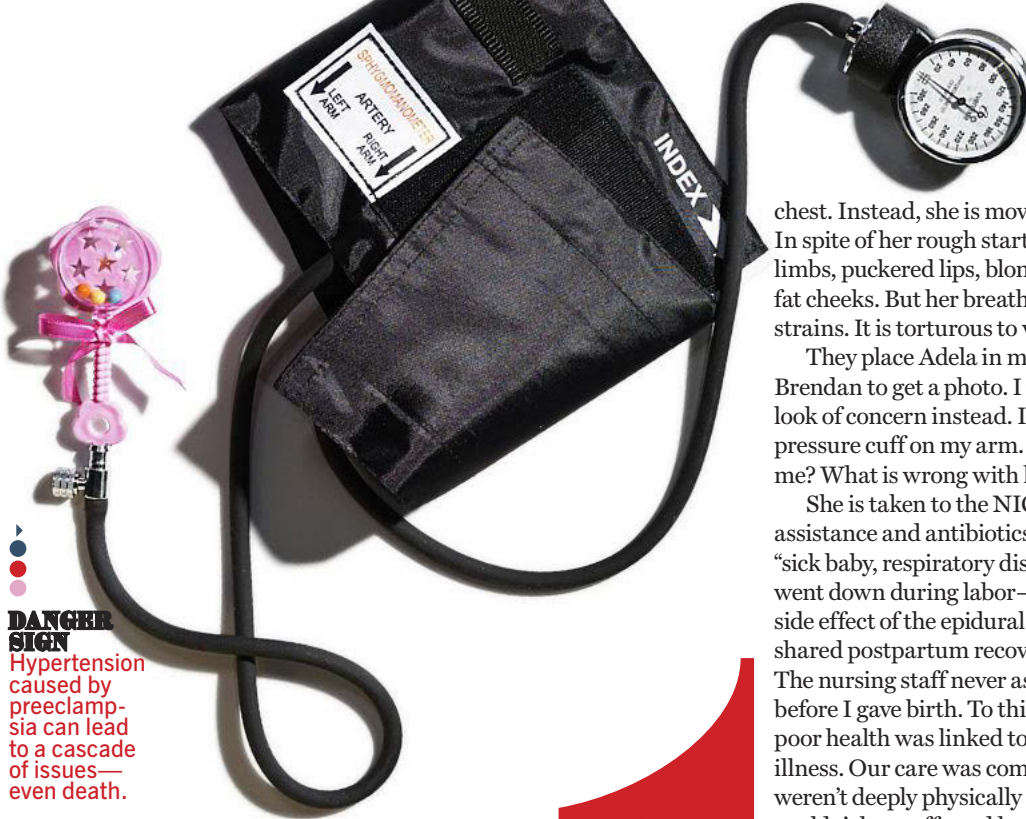 SPHYGMOMANOMETER
LEFT
ARM
ARTERY
RIGHT
ARM
INDEX
DANGER
SIGN
Hypertension
caused by
preeclamp-
sia can lead
to a cascade
of issues—
even death.
chest. Instead, she is mov
In spite of her rough start
limbs, puckered lips, blon
fat cheeks. But her breath
strains. It is torturous to
They place Adela in m
Brendan to get a photo. I
look of concern instead. I
pressure cuff on my arm.
me? What is wrong with
She is taken to the NIC
assistance and antibiotics
“sick baby, respiratory dis
went down during labor—
side effect of the epidural.
shared postpartum recov
The nursing staff never as
before I gave birth. To thi
poor health was linked to
illness. Our care was com
weren’t deeply physically